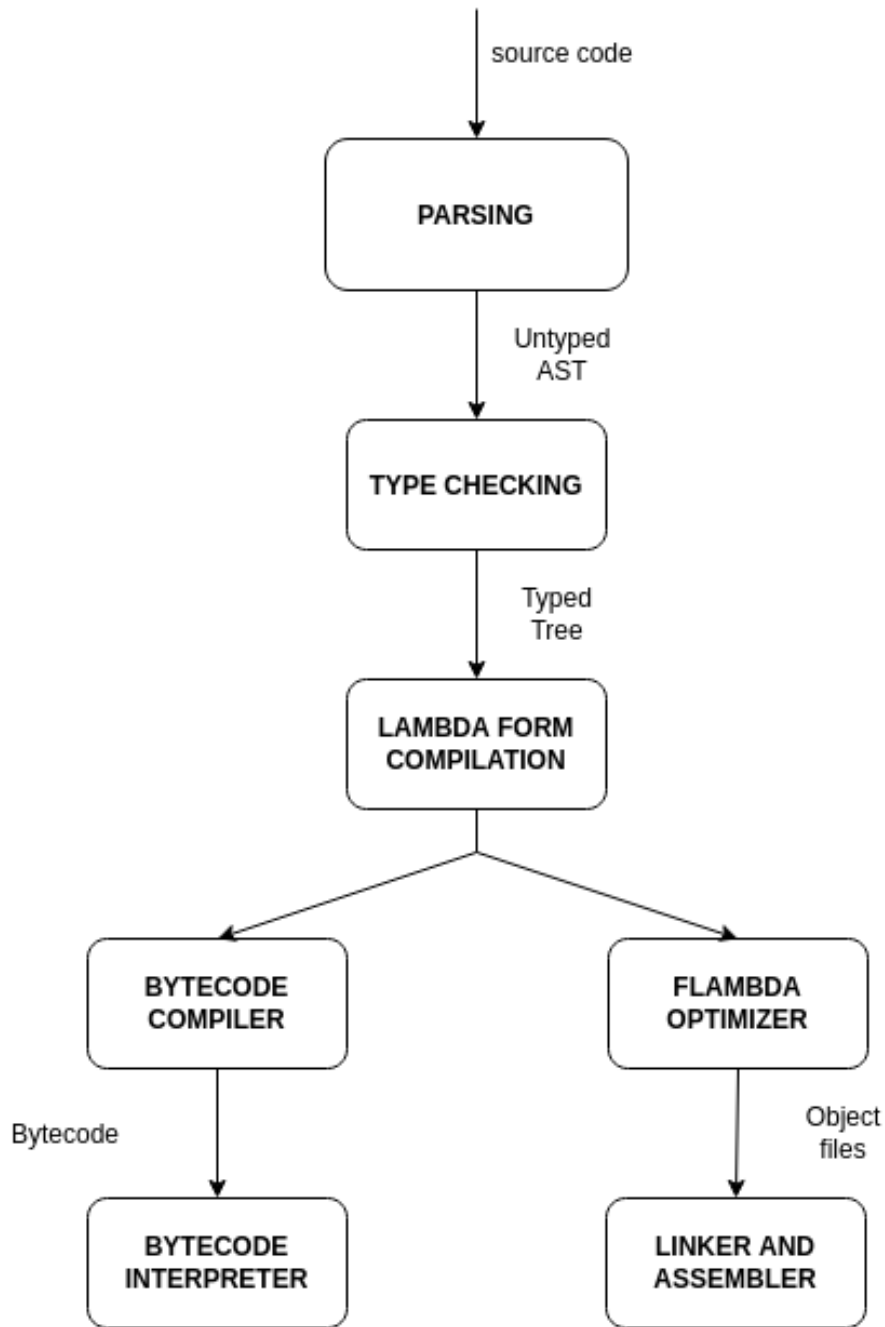 source code
PARSING
Untyped
AST
TYPE CHECKING
Typed
Tree
LAMBDA FORM
COMPILATION
BYTECODE
COMPILER
FLAMBDA
OPTIMIZER
Bytecode
Object
files
BYTECODE
INTERPRETER
LINKER AND
ASSEMBLER